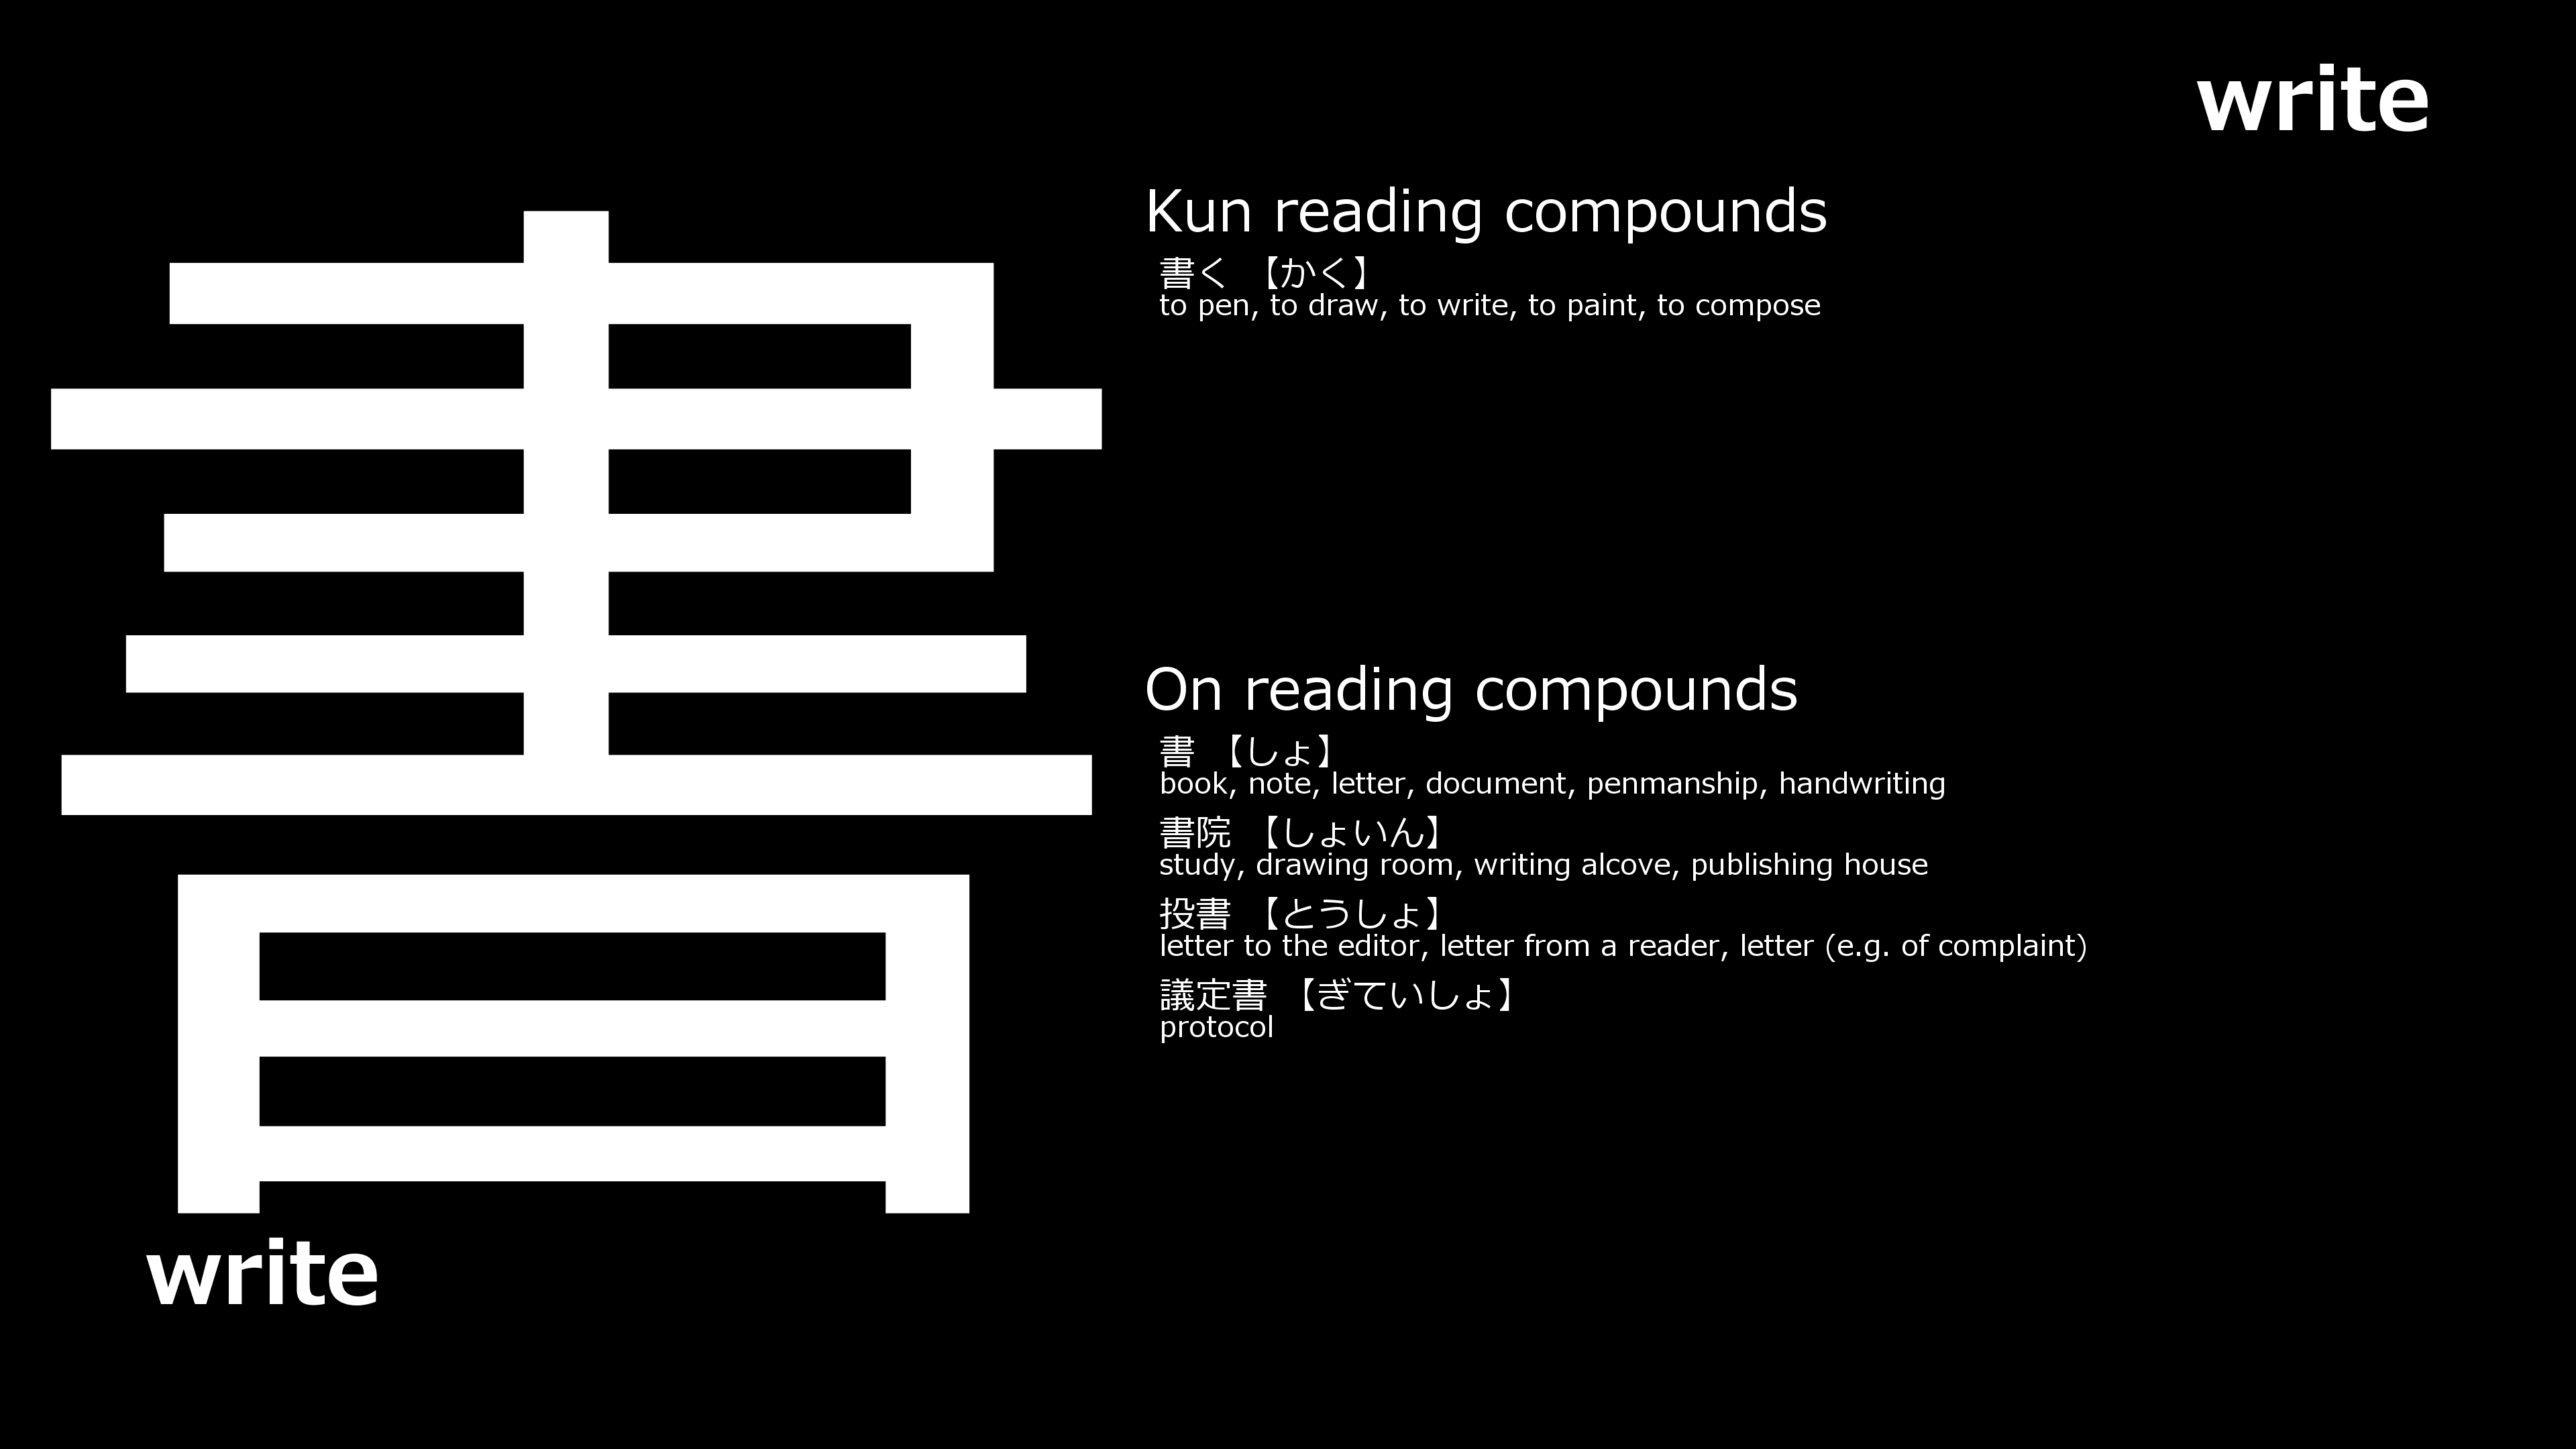 write
書
write
Kun reading compounds
書く 【かく】
to pen, to draw, to write, to paint, to compose
On reading compounds
書 【しょ】
book, note, letter, document, penmanship, handwriting
書院 【しょいん】
study, drawing room, writing alcove, publishing house
投書 【とうしょ】
letter to the editor, letter from a reader, letter (e.g. of complaint)
議定書 【ぎていしょ】
protocol